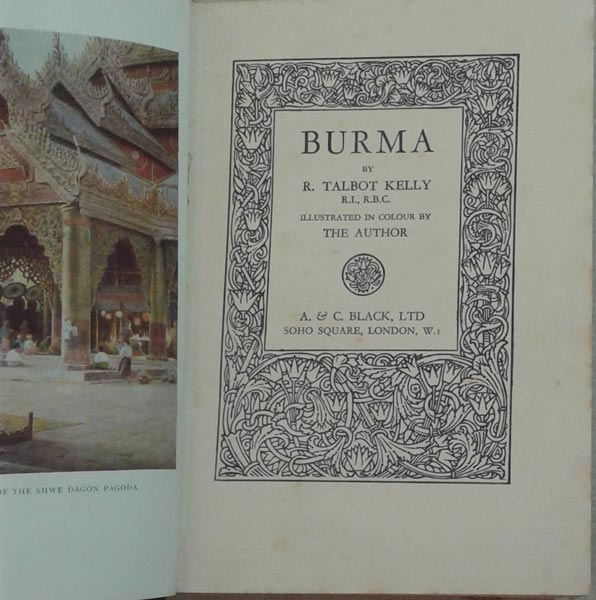 OF THE SHWE DAGON PAGODA
BURMA
BY
R. TALBOT KELLY
R.I., R.B.C.
ILLUSTRATED IN COLOUR BY
THE AUTHOR
A. & C. BLACK, LTD
SOHO SQUARE, LONDON, W.1